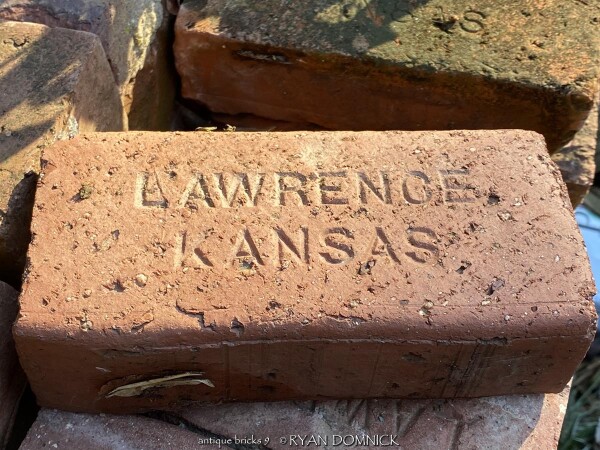 LAWRENCE
KANSAS
antique bricks 9 © RYAN DOMNICK